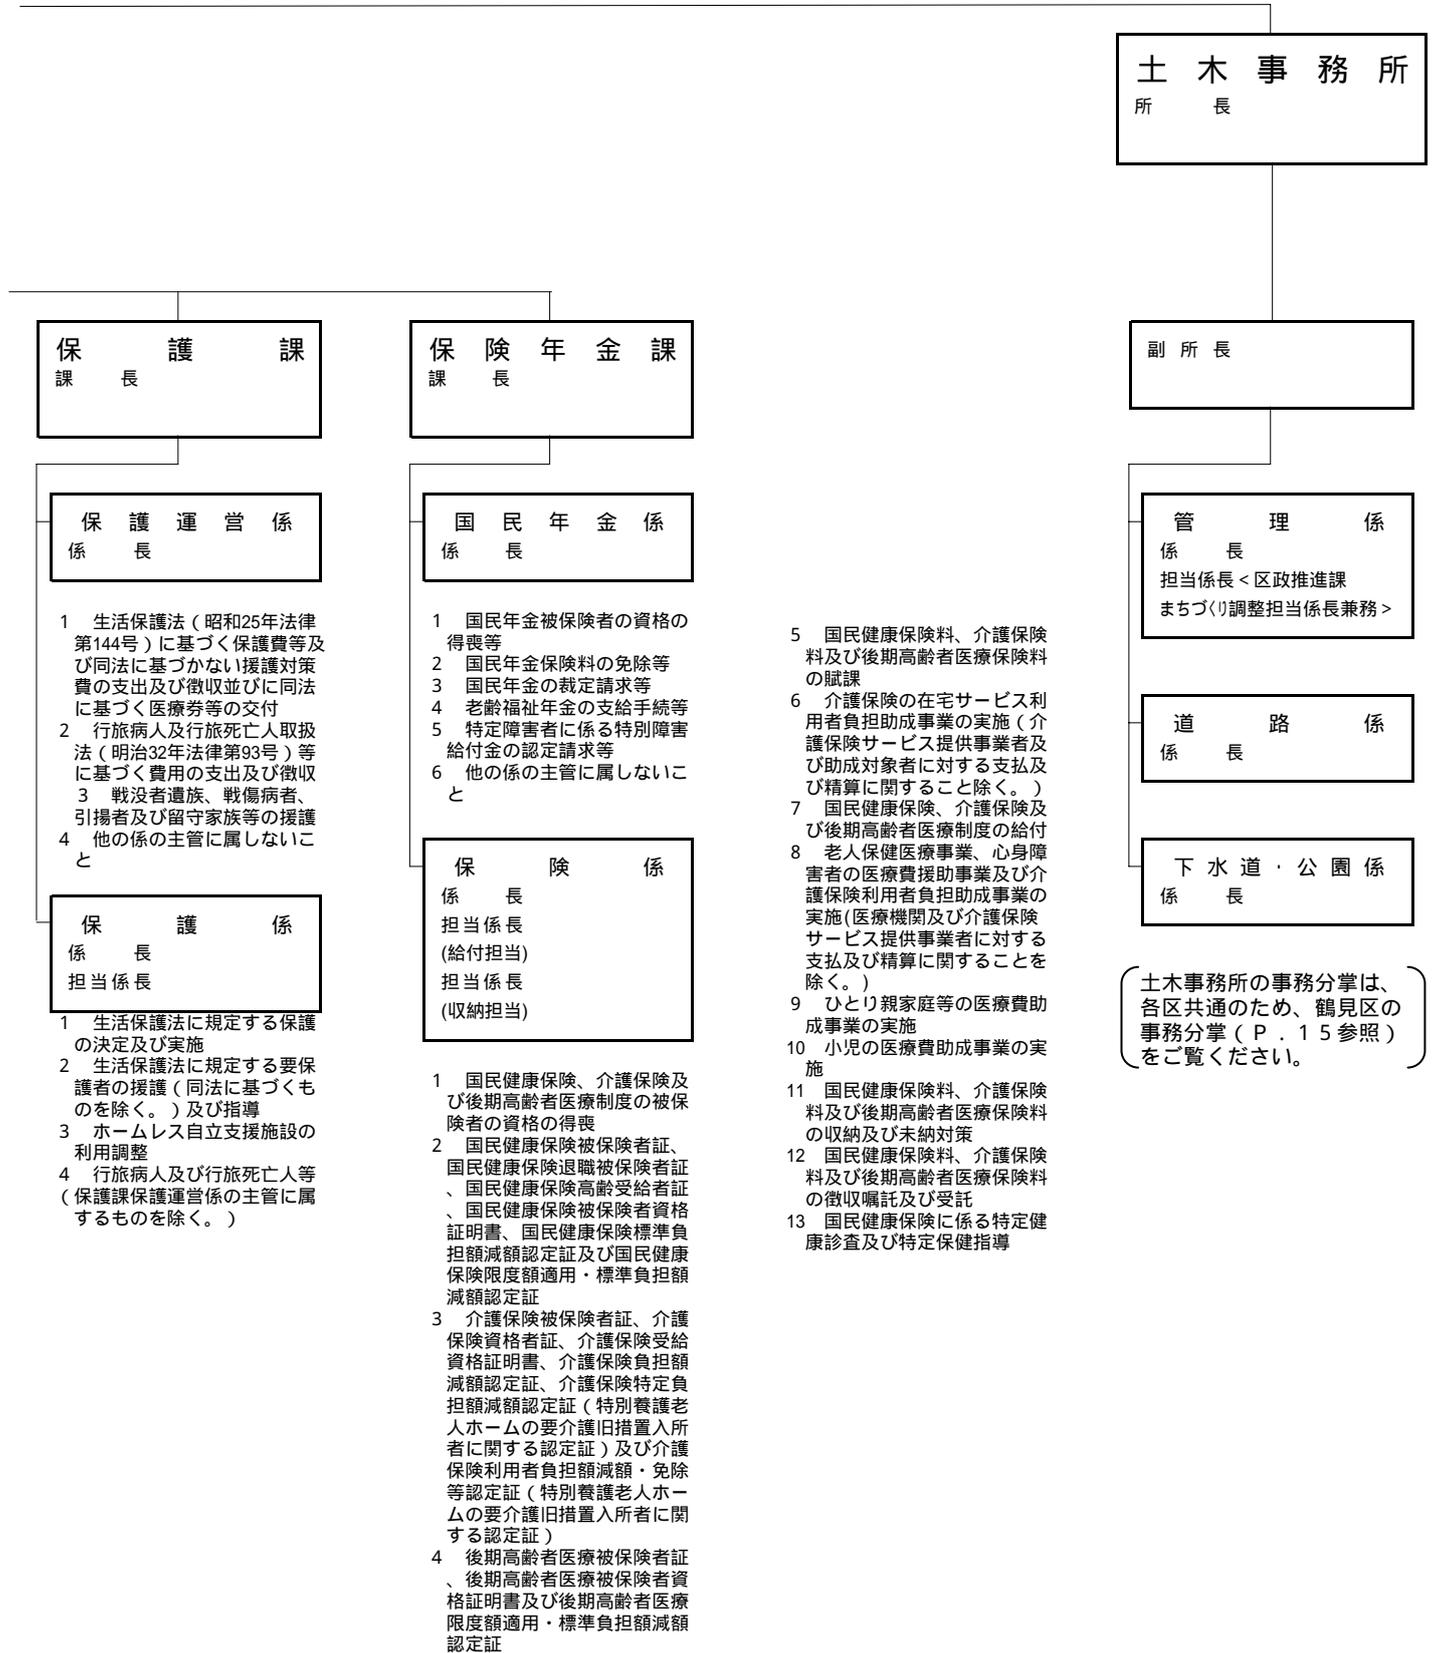 土木事務所
所　　長
保護課
課　　長
保険年金課
課　　長
副所長
保護運営係
係　　長
1　生活保護法（昭和25年法律
第144号）に基づく保護費等及
び同法に基づかない援護対策
費の支出及び徴収並びに同法
に基づく医療券等の交付
2　行旅病人及行旅死亡人取扱
法（明治32年法律第93号）等
に基づく費用の支出及び徴収
3　戦没者遺族、戦傷病者、
引揚者及び留守家族等の援護
4　他の係の主管に属しないこ
と
保護係
係　　長
担当係長
1　生活保護法に規定する保護
の決定及び実施
2　生活保護法に規定する要保
護者の援護（同法に基づくも
のを除く。）及び指導
3　ホームレス自立支援施設の
利用調整
4　行旅病人及び行旅死亡人等
（保護課保護運営係の主管に属
するものを除く。）
国民年金係
係　　長
1　国民年金被保険者の資格の
得喪等
2　国民年金保険料の免除等
3　国民年金の裁定請求等
4　老齢福祉年金の支給手続等
5　特定障害者に係る特別障害
給付金の認定請求等
6　他の係の主管に属しないこ
と
保険係
係　　長
担当係長
(給付担当)
担当係長
(収納担当)
1　国民健康保険、介護保険及
び後期高齢者医療制度の被保
険者の資格の得喪
2　国民健康保険被保険者証、
国民健康保険退職被保険者証
、国民健康保険高齢受給者証
、国民健康保険被保険者資格
証明書、国民健康保険標準負
担額減額認定証及び国民健康
保険限度額適用・標準負担額
減額認定証
3　介護保険被保険者証、介護
保険資格者証、介護保険受給
資格証明書、介護保険負担額
減額認定証、介護保険特定負
担額減額認定証（特別養護老
人ホームの要介護旧措置入所
者に関する認定証）及び介護
保険利用者負担額減額・免除
等認定証（特別養護老人ホー
ムの要介護旧措置入所者に関
する認定証）
4　後期高齢者医療被保険者証
、後期高齢者医療被保険者資
格証明書及び後期高齢者医療
限度額適用・標準負担額減額
認定証
5　国民健康保険料、介護保険
料及び後期高齢者医療保険料
の賦課
6　介護保険の在宅サービス利
用者負担助成事業の実施（介
護保険サービス提供事業者及
び助成対象者に対する支払及
び精算に関すること除く。）
7　国民健康保険、介護保険及
び後期高齢者医療制度の給付
8　老人保健医療事業、心身障
害者の医療費援助事業及び介
護保険利用者負担助成事業の
実施(医療機関及び介護保険
サービス提供事業者に対する
支払及び精算に関することを
除く。)
9　ひとり親家庭等の医療費助
成事業の実施
10　小児の医療費助成事業の実
施
11　国民健康保険料、介護保険
料及び後期高齢者医療保険料
の収納及び未納対策
12　国民健康保険料、介護保険
料及び後期高齢者医療保険料
の徴収嘱託及び受託
13　国民健康保険に係る特定健
康診査及び特定保健指導
管理係
係　　長
担当係長＜区政推進課
まちづくり調整担当係長兼務＞
道路係
係　　長
下水道・公園係
係　　長
土木事務所の事務分掌は、
各区共通のため、鶴見区の
事務分掌（Ｐ．１５参照）
をご覧ください。